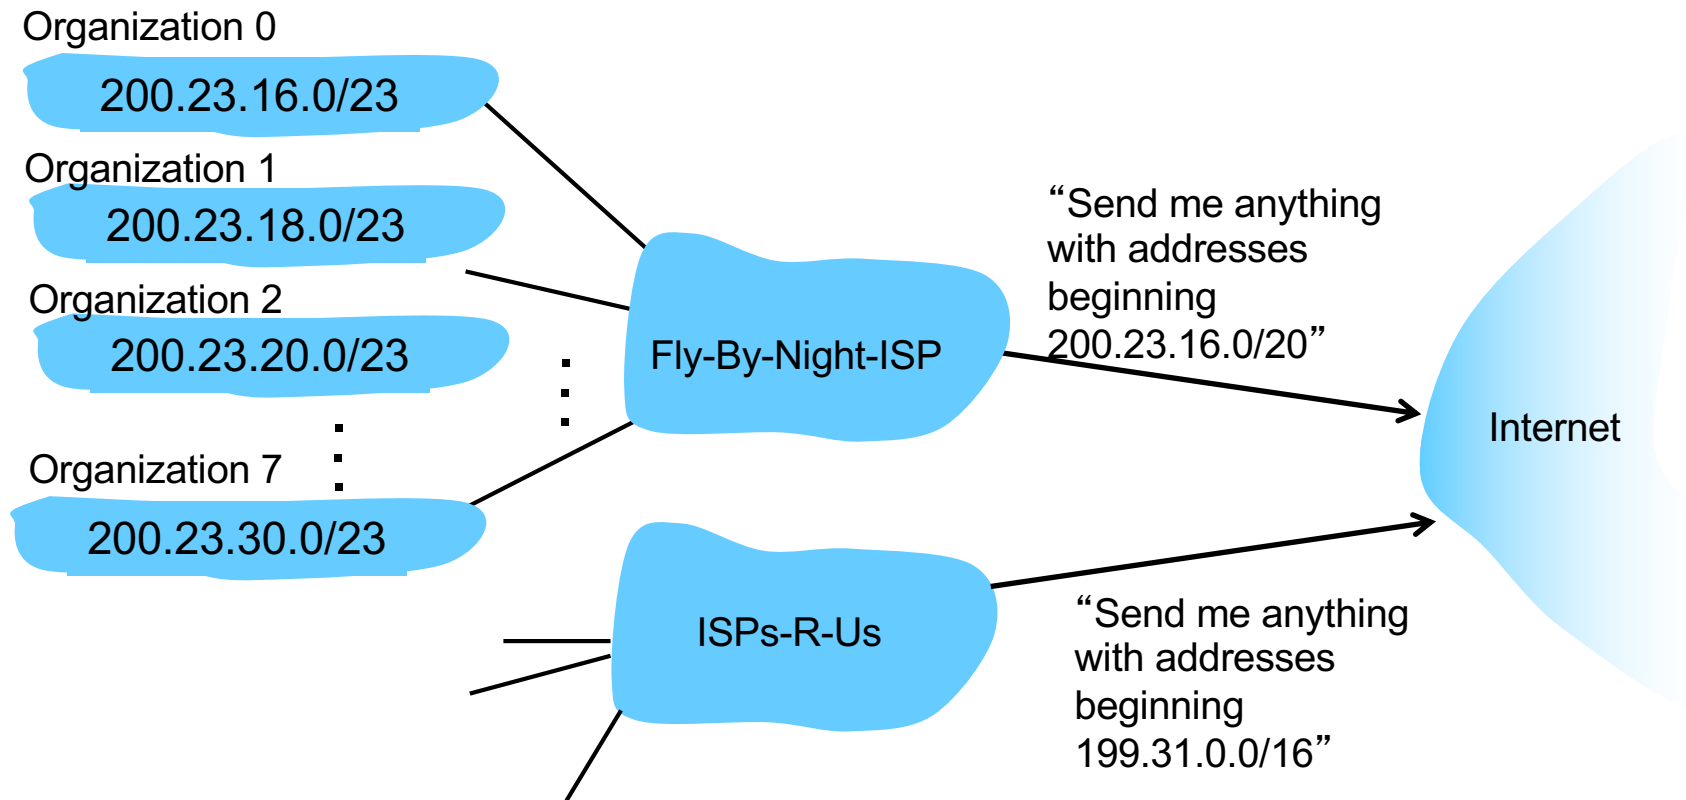 Organization 0
200.23.16.0/23
Organization 1
200.23.18.0/23
Organization 2
200.23.20.0/23
Organization 7
200.23.30.0/23
Fly-By-Night-ISP
“Send me anything
with addresses
beginning
200.23.16.0/20”
Internet
ISPs-R-Us
“Send me anything
with addresses
beginning
199.31.0.0/16”